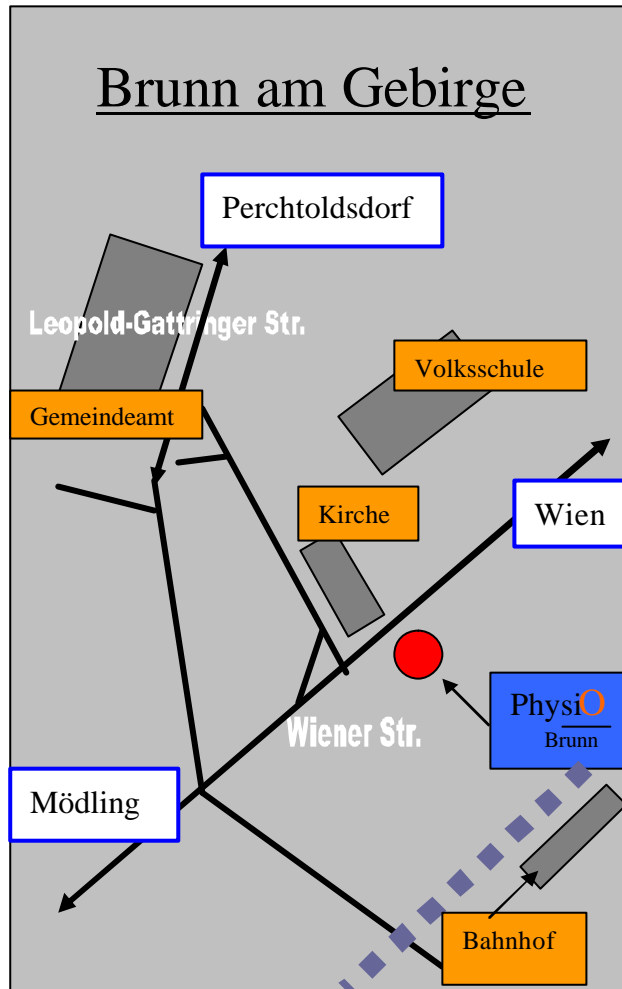 Brunn am Gebirge
Perchtoldsdorf
Leopold-Gattringer Str.
Volksschule
Gemeindeamt
Kirche
Wien
PhysiO
Brunn
Wiener Str.
Mödling
Bahnhof